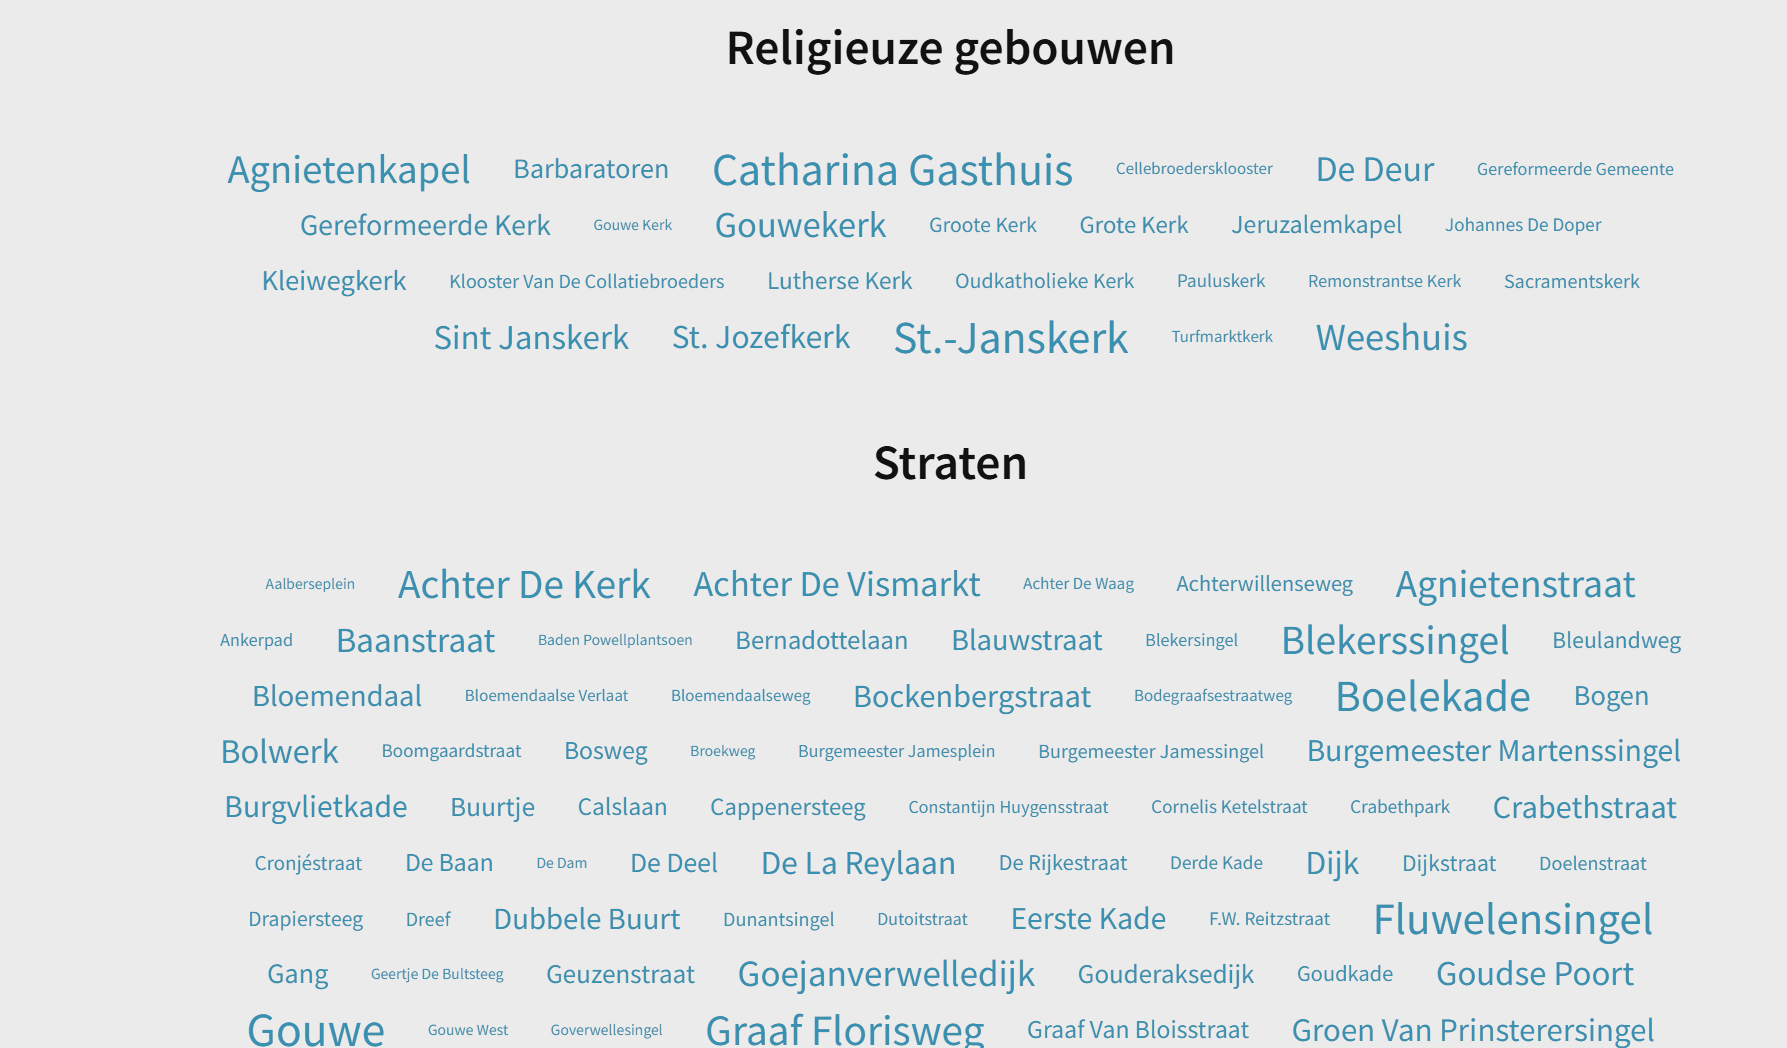 Religieuze gebouwen
Agnietenkapel Barbaratoren Catharina Gasthuis Cellebroedersklooster De Deur Gereformeerde Gemeente
Gereformeerde Kerk Gouwe Kerk Gouwekerk Groote Kerk Grote Kerk Jeruzalemkapel Johannes De Doper
Kleiwegkerk Klooster Van De Collatiebroeders Lutherse Kerk Oudkatholieke Kerk Pauluskerk Remonstrantse Kerk Sacramentskerk
Sint Janskerk St. Jozefkerk St.-Janskerk Turfmarktkerk Weeshuis
Straten
Aalberseplein Achter De Kerk Achter De Vismarkt Achter De Waag Achterwillenseweg Agnietenstraat
Ankerpad Baanstraat Baden Powellplantsoen Bernadottelaan Blauwstraat Blekersingel Blekerssingel Bleulandweg
Bloemendaal Bloemendaalse Verlaat Bloemendaalseweg Bockenbergstraat Bodegraafsestraatweg Boelekade Bogen
Bolwerk Boomgaardstraat Bosweg Broekweg Burgemeester Jamesplein Burgemeester Jamessingel Burgemeester Martenssingel
Burgvlietkade Buurtje Calslaan Cappenersteeg Constantijn Huygensstraat Cornelis Ketelstraat Crabethpark Crabethstraat
Cronjéstraat De Baan De Dam De Deel De La Reylaan De Rijkestraat Derde Kade Dijk Dijkstraat Doelenstraat
Drapiersteeg Dreef Dubbele Buurt Dunantsingel Dutoitstraat Eerste Kade F.W. Reitzstraat Fluwelensingel
Gang Geertje De Bultsteeg Geuzenstraat Goejanverwelledijk Gouderaksedijk Goudkade Goudse Poort
Gouwe Gouwe West Goverwellesingel Graaf Florisweg Graaf Van Bloisstraat Groen Van Prinsterersingel